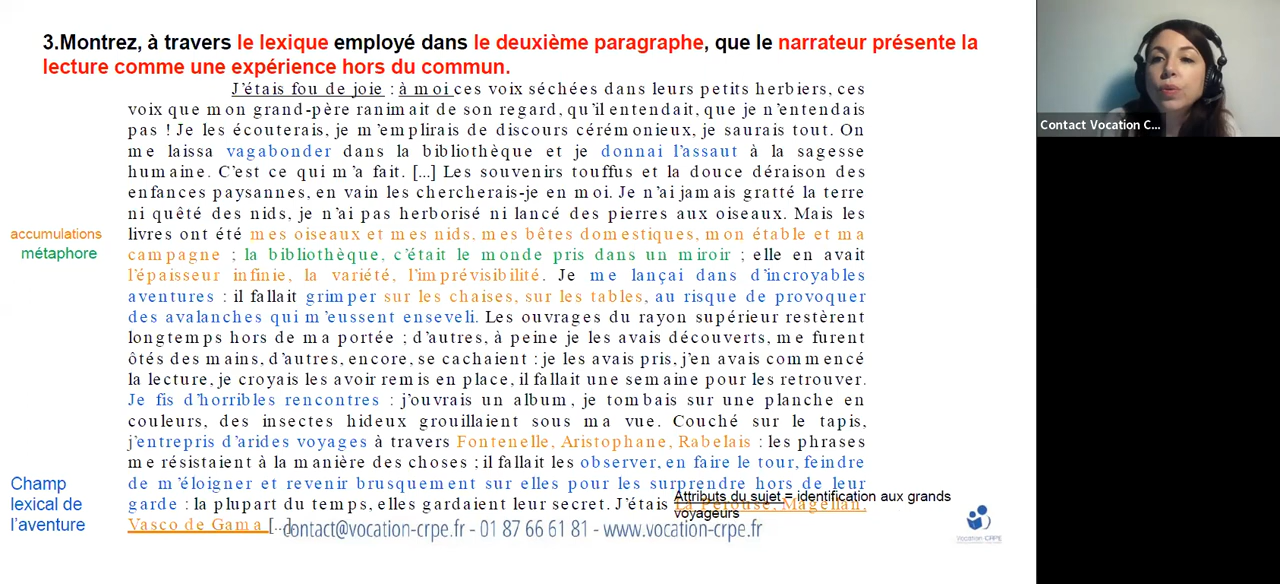 3.Montrez, à travers le lexique employé dans le deuxième paragraphe, que le narrateur présente la
lecture comme une expérience hors du commun.
J'étais fou de joie : à moi ces voix séchées dans leurs petits herbiers, ces
voix que mon grand-père ranimait de son regard, qu'il entendait, que je n'entendais
pas ! Je les écouterais, je m'emplirais de discours cérémonieux, je saurais tout. On
me laissa vagabonder dans la bibliothèque et je donnai l'assaut à la sagesse
humaine. C'est ce qui m'a fait. [...] Les souvenirs touffus et la douce déraison des
enfances paysannes, en vain les chercherais-je en moi. Je n'ai jamais gratté la terre
ni quêté des nids, je n'ai pas herborisé ni lancé des pierres aux oiseaux. Mais les
livres ont été mes oiseaux et mes nids, mes bêtes domestiques, mon étable et ma
campagne ; la bibliothèque, c'était le monde pris dans un miroir ; elle en avait
l'épaisseur infinie, la variété, l'imprévisibilité. Je me lançai dans d'incroyables
aventures : il fallait grimper sur les chaises, sur les tables, au risque de provoquer
des avalanches qui m'eussent enseveli. Les ouvrages du rayon supérieur restèrent
longtemps hors de ma portée ; d'autres, à peine je les avais découverts, me furent
ôtés des mains, d'autres, encore, se cachaient : je les avais pris, j'en avais commencé
la lecture, je croyais les avoir remis en place, il fallait une semaine pour les retrouver.
Je fis d'horribles rencontres : j'ouvrais un album, je tombais sur une planche en
couleurs, des insectes hideux grouillaient sous ma vue. Couché sur le tapis,
j'entrepris d'arides voyages à travers Fontenelle, Aristophane, Rabelais : les phrases
me résistaient à la manière des choses ; il fallait les observer, en faire le tour, feindre
de m'éloigner et revenir brusquement sur elles pour les surprendre hors de leur
garde : la plupart du temps, elles gardaient leur secret. J'étais La Pérouse, Magellan,
Vasco de Gama [...]
accumulations
métaphore
Champ
lexical de
l'aventure
Attributs du sujet = identification aux grands
voyageurs
contact@vocation-crpe.fr - 01 87 66 61 81 - www.vocation-crpe.fr
Vocation CRPE
Contact Vocation C...